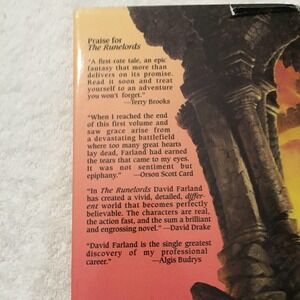 Praise for
The Runelords
"A first rate tale, an epic
fantasy that more than
delivers on its promise.
Read it soon and treat
yourself to an adventure
you won't forget."
—Terry Brooks
"When I reached the end
of this first volume and
saw grace arise from
a devastating battlefield
where too many great hearts
lay dead, Farland had earned
the tears that came to my eyes.
It was not sentiment but
epiphany." —Orson Scott Card
"In The Runelords David Farland
has created a vivid, detailed, differ-
ent world that becomes perfectly
believable. The characters are real,
the action fast, and the sum a brilliant
and engrossing novel." —David Drake
"David Farland is the single greatest
discovery of my professional
career." —Algis Budrys